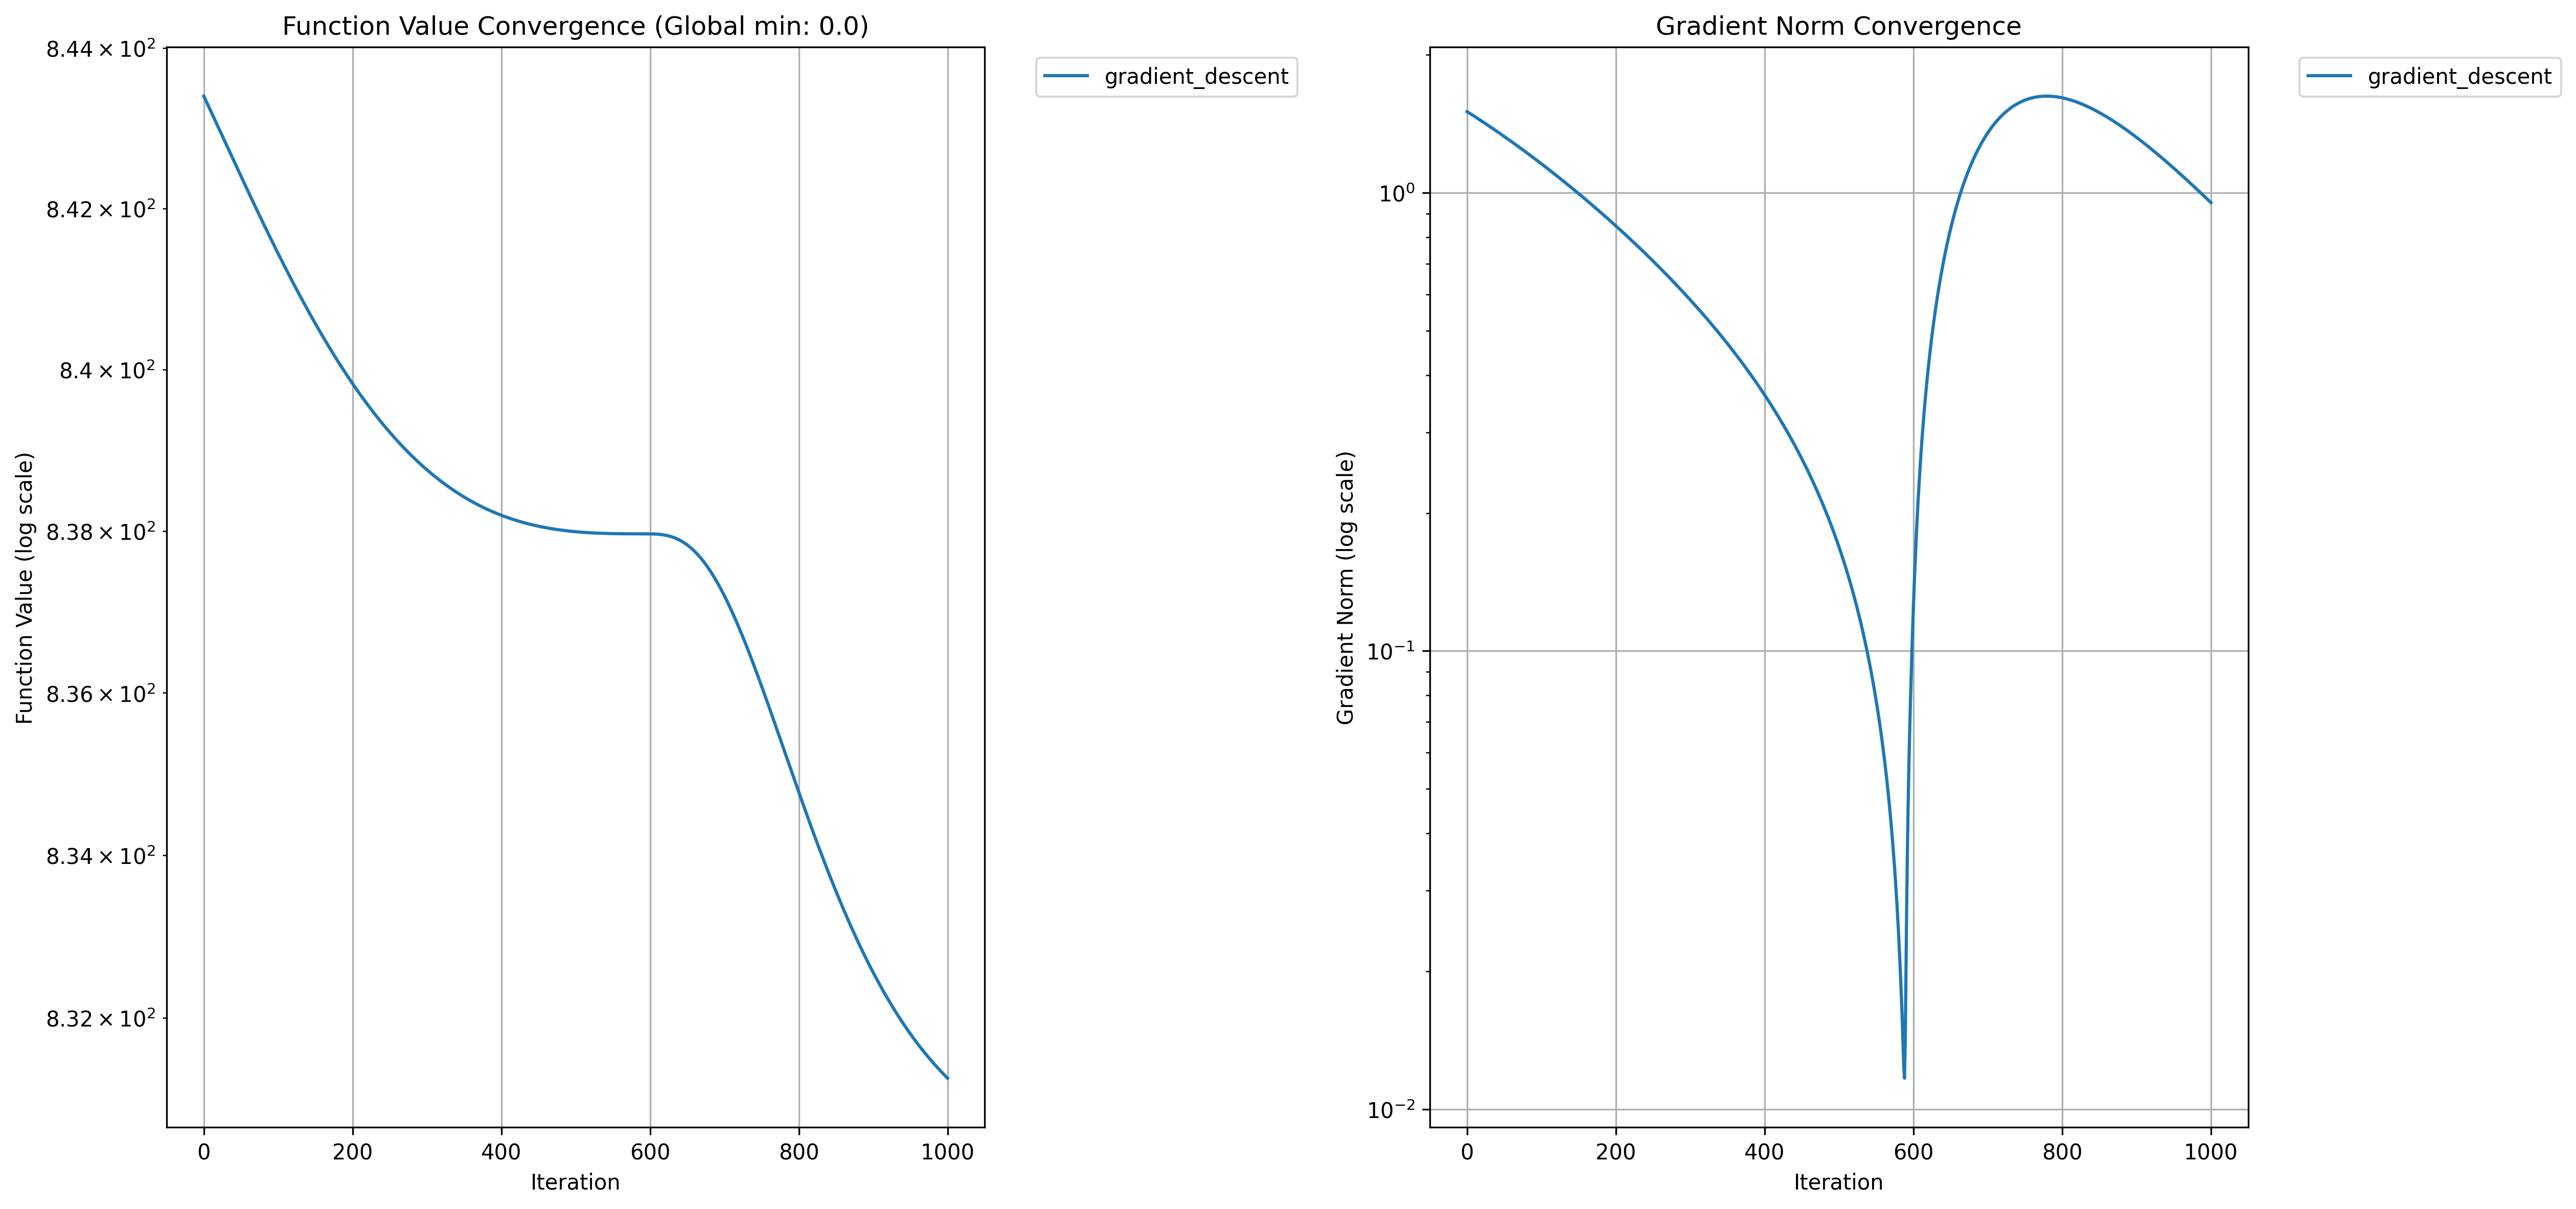 Function Value Convergence (Global min: 0.0)
8.44 × 10²
8.42 × 10²
8.4 × 10²
8.38 × 10²
8.36 × 10²
8.34 × 10²
8.32 × 10²
Function Value (log scale)
0 200 400 600 800 1000
Iteration
gradient_descent
Gradient Norm Convergence
10⁰
10⁻¹
10⁻²
Gradient Norm (log scale)
0 200 400 600 800 1000
Iteration
gradient_descent